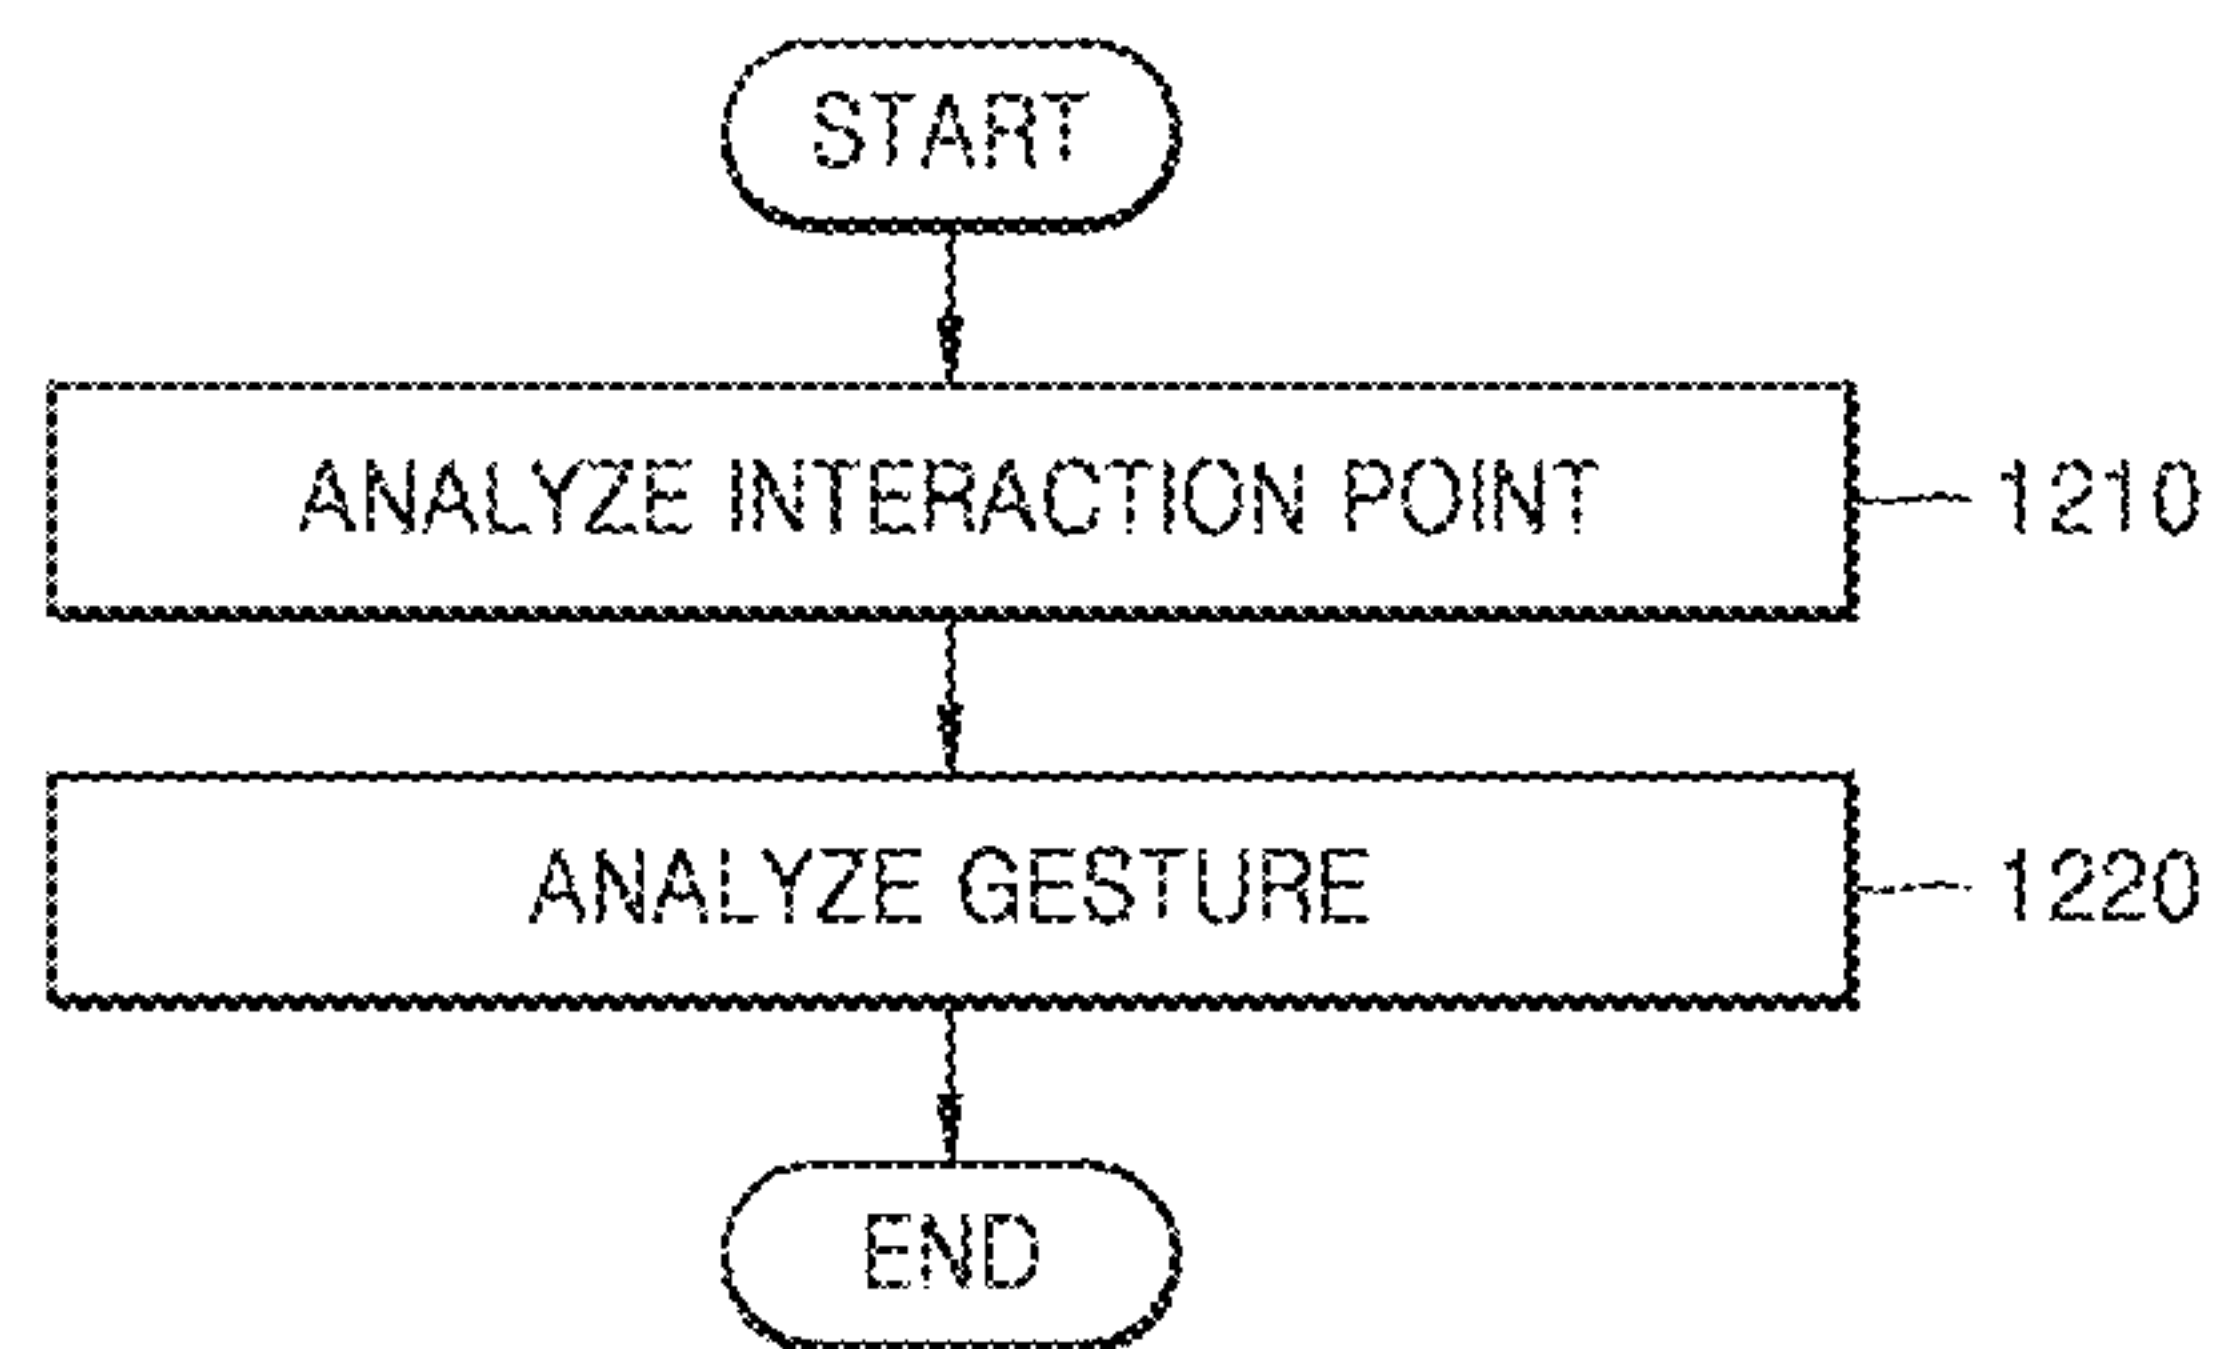 START
ANALYZE INTERACTION POINT
1210
ANALYZE GESTURE
1220
END